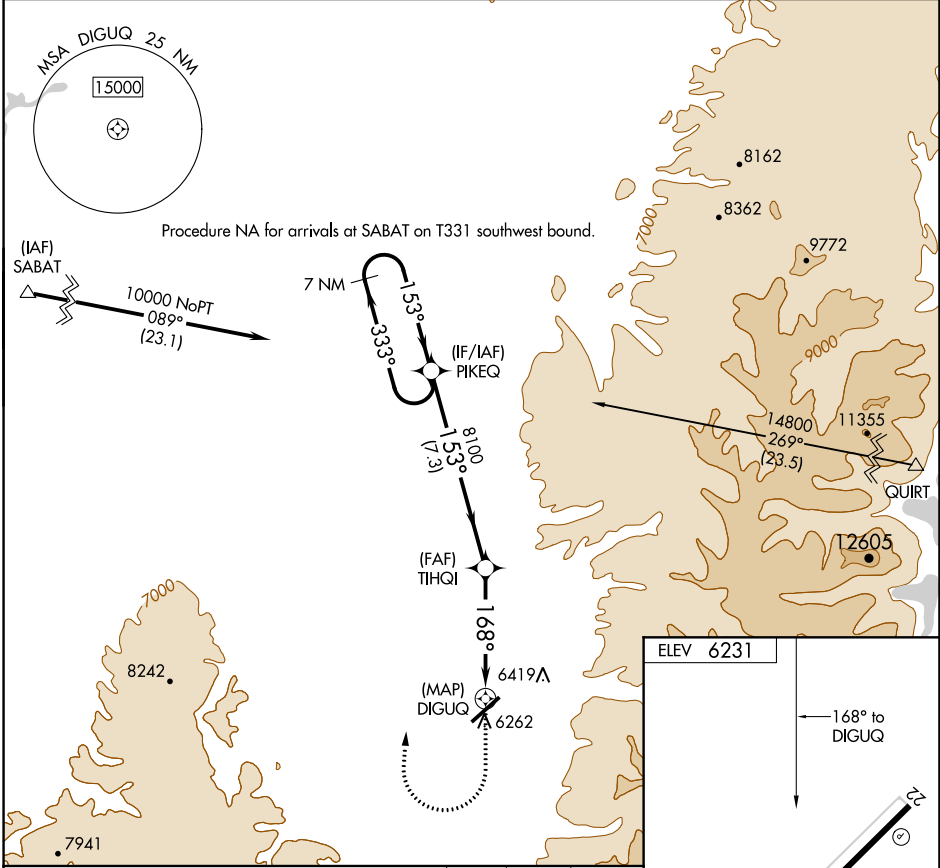 MSA DIGUQ 25 NM
15000
8162
8362
7000
9772
Procedure NA for arrivals at SABAT on T331 southwest bound.
(IAF)
SABAT
10000 NoPT
089°
(23.1)
7 NM
153°
333°
(IF/IAF)
PIKEQ
9000
8100
153°
(7.3)
14800
269°
(23.5)
11355
QUIRT
12605
(FAF)
TIHQI
168°
7000
8242
(MAP)
DIGUQ
6419
6262
7941
ELEV 6231
168° to
DIGUQ
22
P